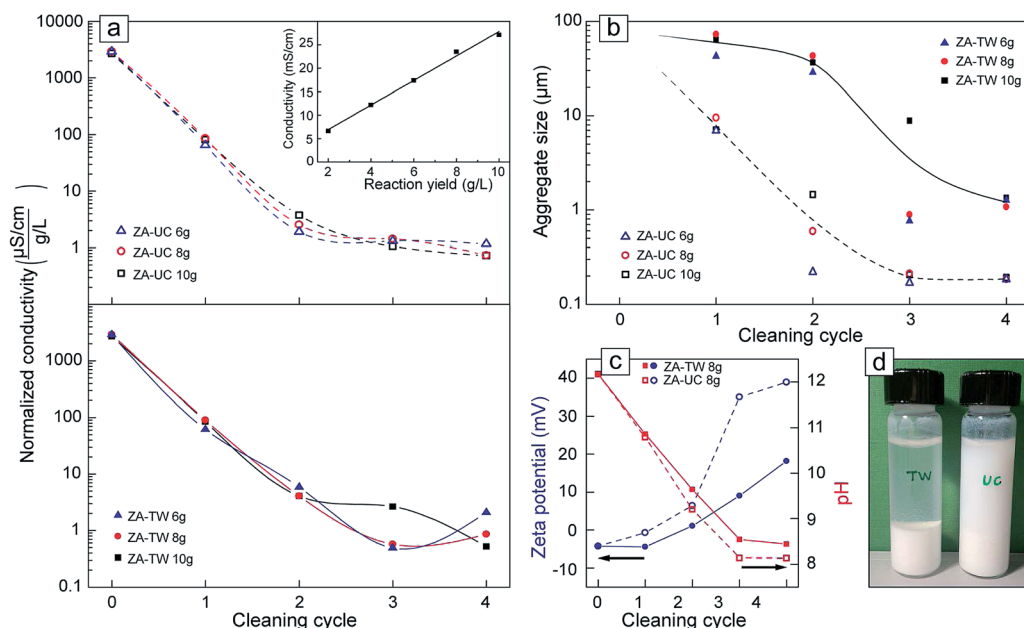 a
Normalized conductivity (μS/cm / g/L)
10000
1000
100
10
1
ZA-UC 6g
ZA-UC 8g
ZA-UC 10g
Conductivity (mS/cm)
25
20
15
10
5
0
2 4 6 8 10
Reaction yield (g/L)
1000
100
10
1
0.1
ZA-TW 6g
ZA-TW 8g
ZA-TW 10g
0 1 2 3 4
Cleaning cycle
b
Aggregate size (μm)
100
10
1
0.1
ZA-TW 6g
ZA-TW 8g
ZA-TW 10g
ZA-UC 6g
ZA-UC 8g
ZA-UC 10g
0 1 2 3 4
Cleaning cycle
c
ZA-TW 8g
ZA-UC 8g
Zeta potential (mV)
40
30
20
10
0
-10
12
11
10
9
8
pH
0 1 2 3 4
Cleaning cycle
d
TW
UC